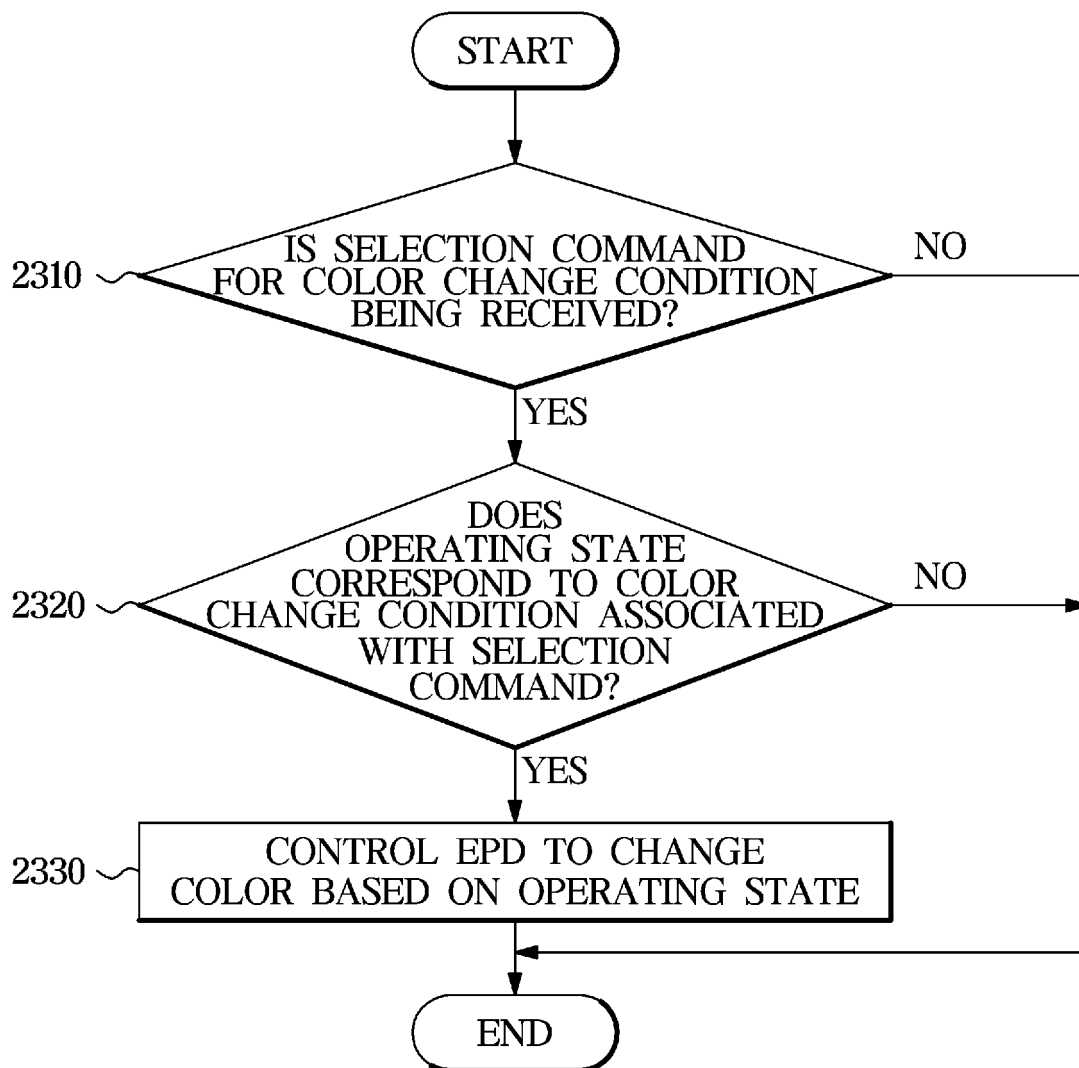 START
IS SELECTION COMMAND
FOR COLOR CHANGE CONDITION
BEING RECEIVED?
NO
2310
YES
DOES
OPERATING STATE
CORRESPOND TO COLOR
CHANGE CONDITION ASSOCIATED
WITH SELECTION
COMMAND?
NO
2320
YES
CONTROL EPD TO CHANGE
COLOR BASED ON OPERATING STATE
2330
END